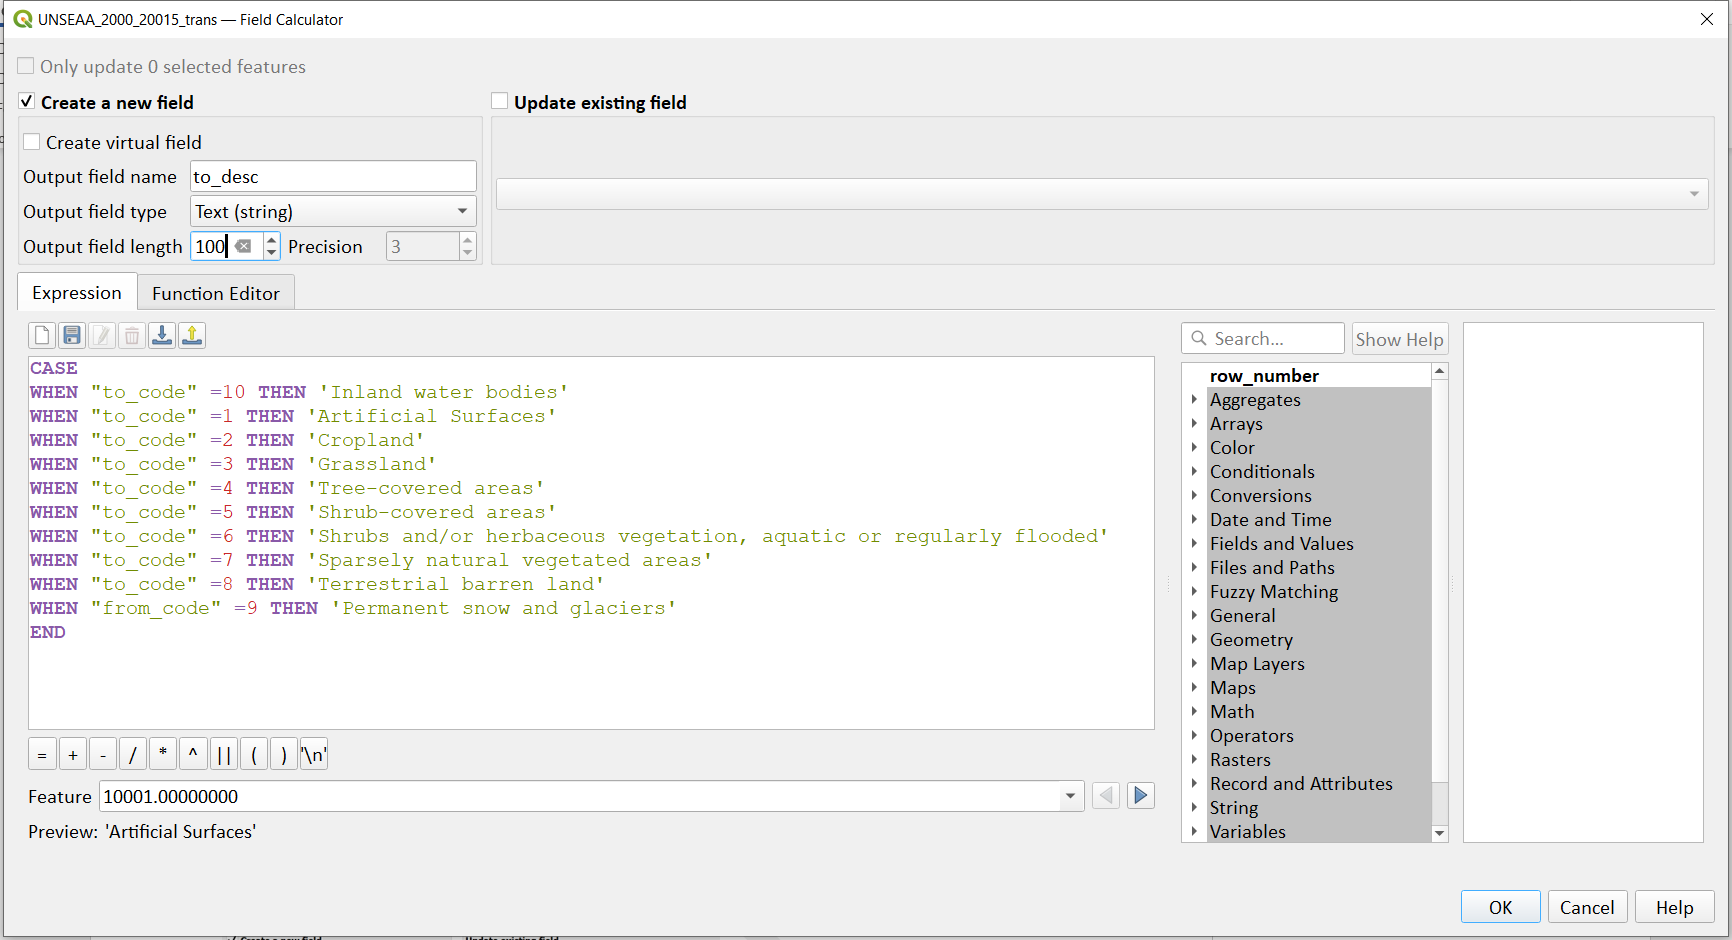 UNSEAA_2000_20015_trans — Field Calculator
Only update 0 selected features
Create a new field
Update existing field
Create virtual field
Output field name to_desc
Output field type Text (string)
Output field length 100 Precision 3
Expression Function Editor
Search... Show Help
CASE
WHEN "to_code" =10 THEN 'Inland water bodies'
WHEN "to_code" =1 THEN 'Artificial Surfaces'
WHEN "to_code" =2 THEN 'Cropland'
WHEN "to_code" =3 THEN 'Grassland'
WHEN "to_code" =4 THEN 'Tree-covered areas'
WHEN "to_code" =5 THEN 'Shrub-covered areas'
WHEN "to_code" =6 THEN 'Shrubs and/or herbaceous vegetation, aquatic or regularly flooded'
WHEN "to_code" =7 THEN 'Sparsely natural vegetated areas'
WHEN "to_code" =8 THEN 'Terrestrial barren land'
WHEN "from_code" =9 THEN 'Permanent snow and glaciers'
END
row_number
Aggregates
Arrays
Color
Conditionals
Conversions
Date and Time
Fields and Values
Files and Paths
Fuzzy Matching
General
Geometry
Map Layers
Maps
Math
Operators
Rasters
Record and Attributes
String
Variables
= + - / * ^ || ( ) '\n'
Feature 10001.00000000
Preview: 'Artificial Surfaces'
OK Cancel Help